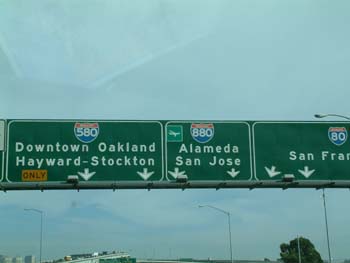 580
Downtown Oakland
Hayward-Stockton
ONLY
880
Alameda
San Jose
80
San Fran